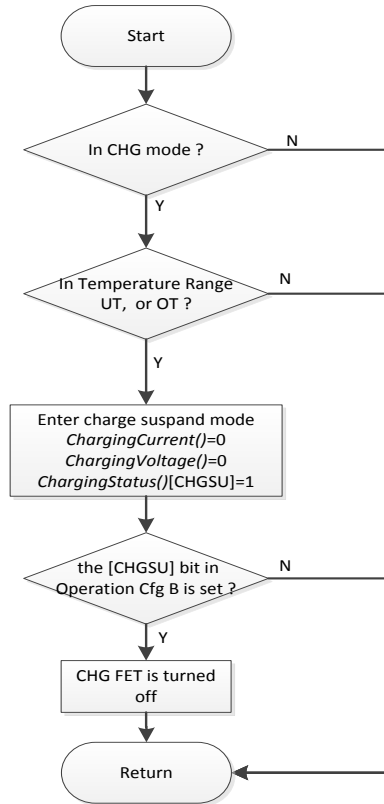 Start
In CHG mode ?
N
Y
In Temperature Range
UT, or OT ?
N
Y
Enter charge suspand mode
ChargingCurrent()=0
ChargingVoltage()=0
ChargingStatus()[CHGSU]=1
the [CHGSU] bit in
Operation Cfg B is set ?
N
Y
CHG FET is turned
off
Return